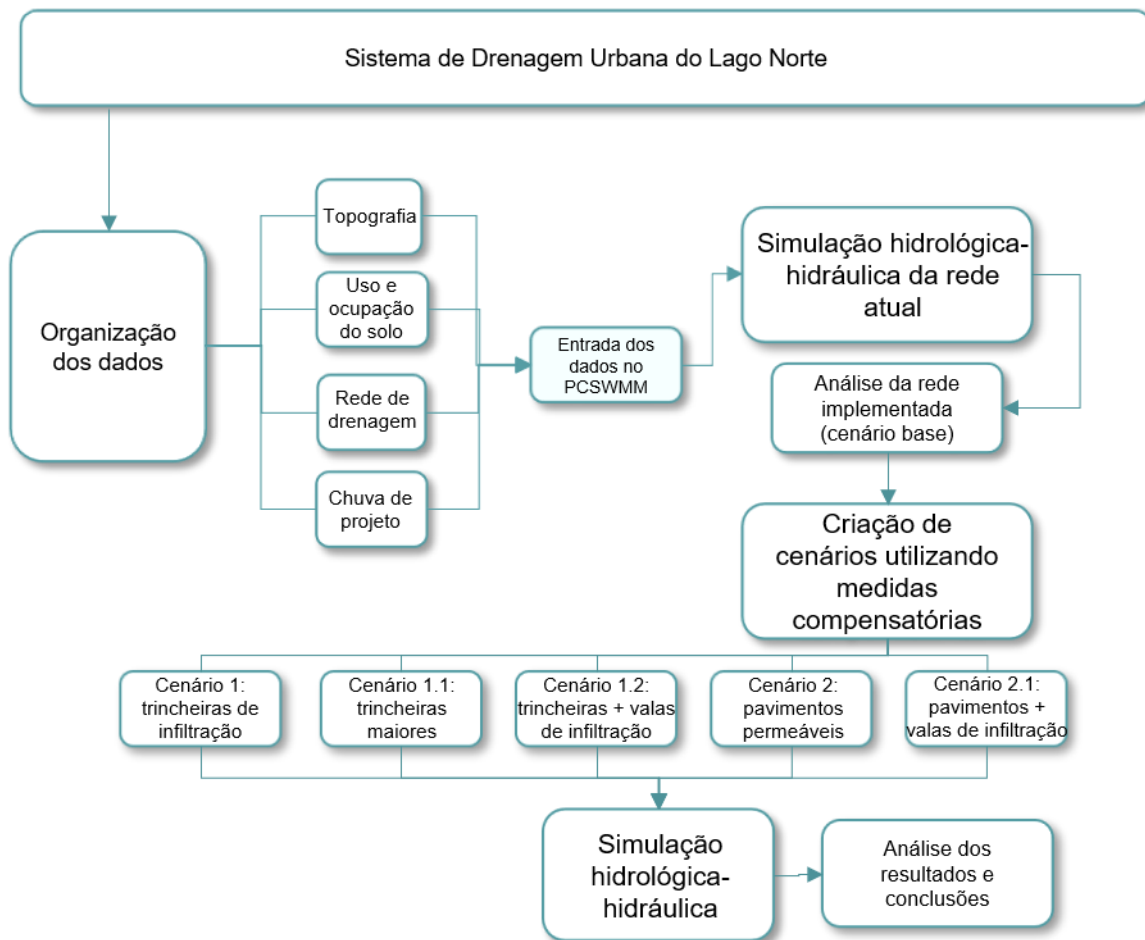 Sistema de Drenagem Urbana do Lago Norte
Organização
dos dados
Topografia
Uso e
ocupação
do solo
Rede de
drenagem
Chuva de
projeto
Entrada dos
dados no
PCSWMM
Simulação hidrológica-
hidráulica da rede
atual
Análise da rede
implementada
(cenário base)
Criação de
cenários utilizando
medidas
compensatórias
Cenário 1:
trincheiras de
infiltração
Cenário 1.1:
trincheiras
maiores
Cenário 1.2:
trincheiras + valas
de infiltração
Cenário 2:
pavimentos
permeáveis
Cenário 2.1:
pavimentos +
valas de infiltração
Simulação
hidrológica-
hidráulica
Análise dos
resultados e
conclusões